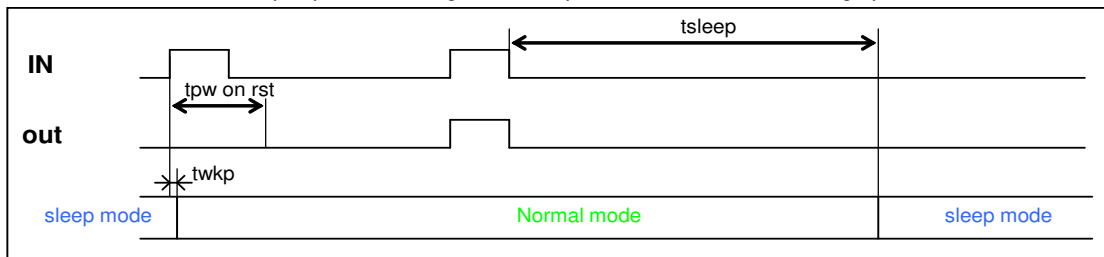 tsleep
IN
tpw on rst
out
twkp
sleep mode
Normal mode
sleep mode